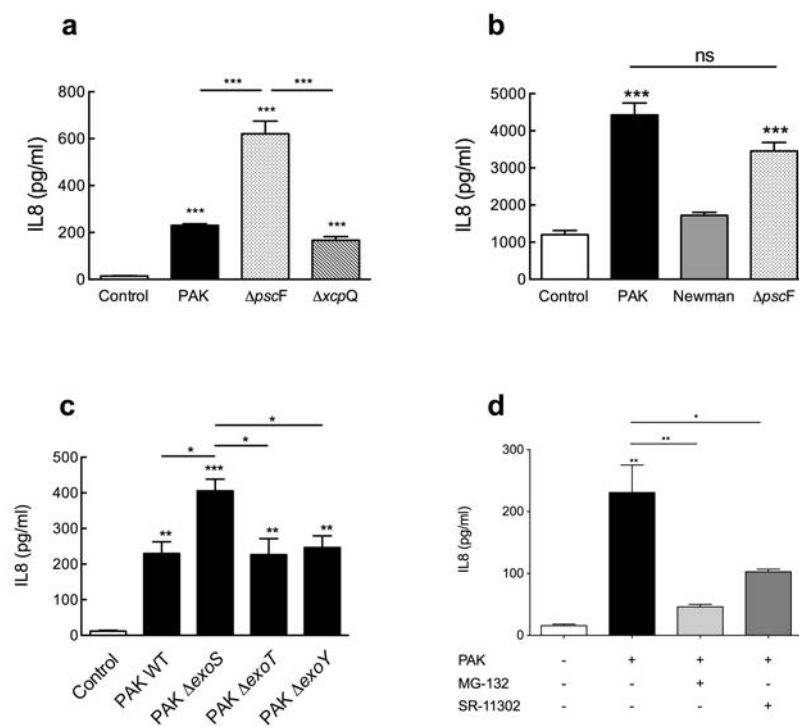 a
*** ***
800
600
400
200
0
IL8 (pg/ml)
***
***
***
Control PAK ΔpscF ΔxcpQ
b
ns
5000
4000
3000
2000
1000
0
IL8 (pg/ml)
***
***
Control PAK Newman ΔpscF
c
*
*
*
500
400
300
200
100
0
IL8 (pg/ml)
**
***
**
**
Control PAK WT PAK ΔexoS PAK ΔexoT PAK ΔexoY
d
*
**
300
200
100
0
IL8 (pg/ml)
**
PAK - + + +
MG-132 - - + -
SR-11302 - - - +